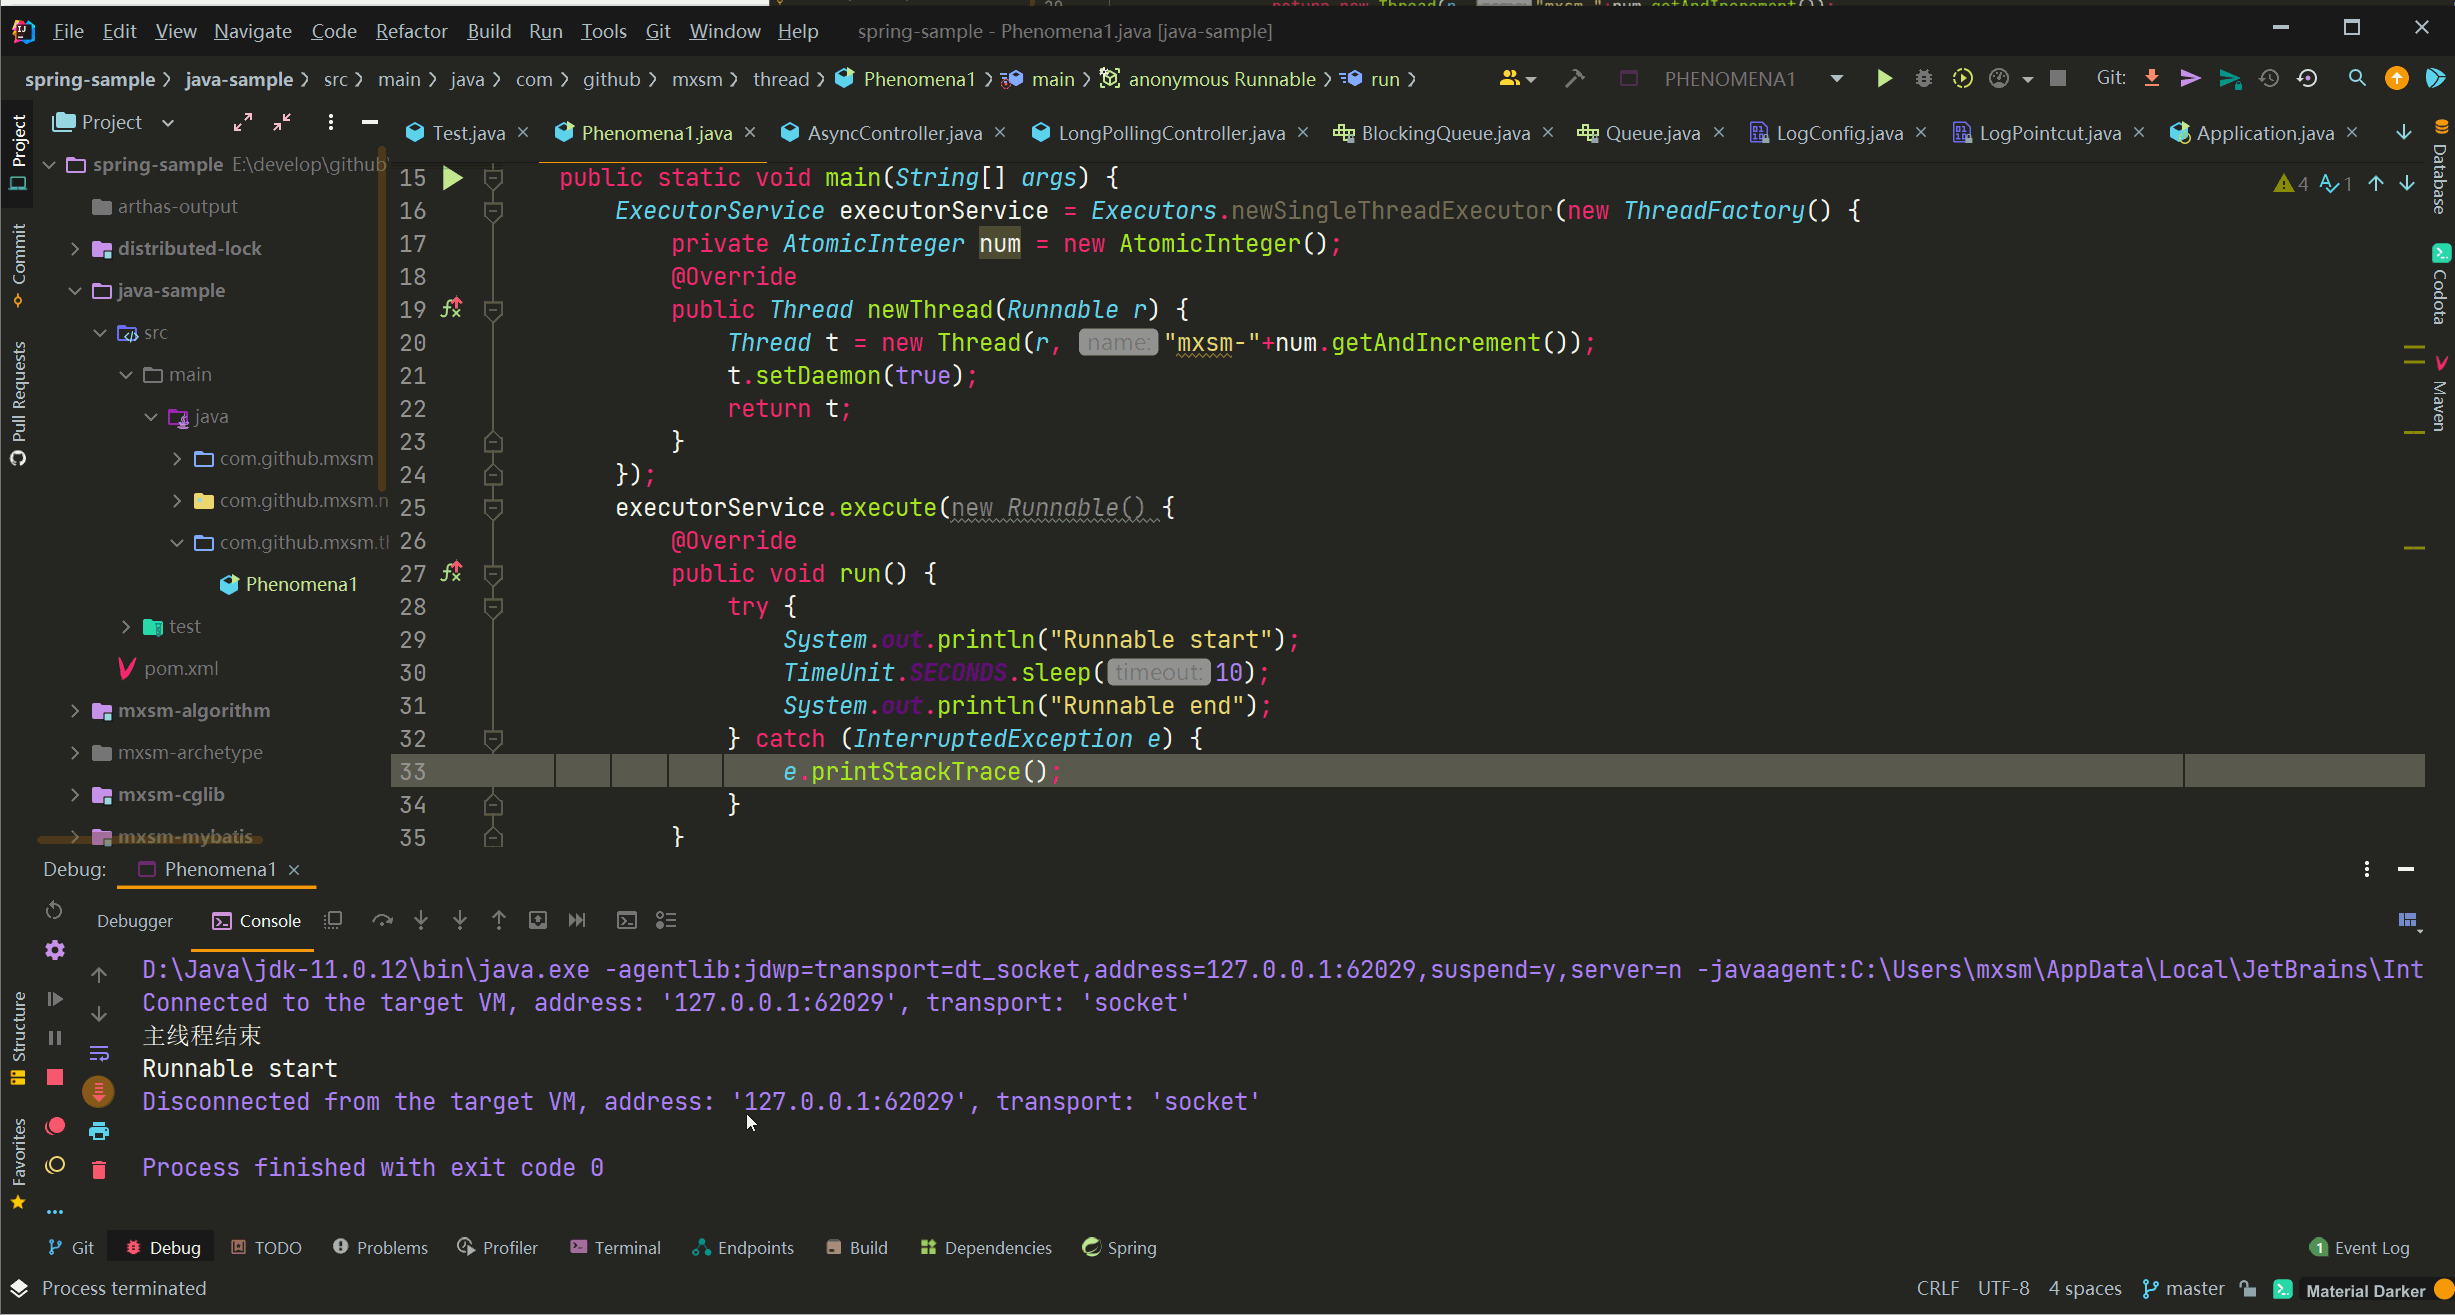 File Edit View Navigate Code Refactor Build Run Tools Git Window Help spring-sample - Phenomena1.java [java-sample]
spring-sample java-sample src main java com github mxsm thread Phenomena1 main anonymous Runnable run PHENOMENA1 Git:
Project
Test.java Phenomena1.java AsyncController.java LongPollingController.java BlockingQueue.java Queue.java LogConfig.java LogPointcut.java Application.java
Project
Commit
Pull Requests
Structure
Favorites
spring-sample E:\develop\github
arthas-output
distributed-lock
java-sample
src
main
java
com.github.mxsm
com.github.mxsm.n
com.github.mxsm.tl
Phenomena1
test
pom.xml
mxsm-algorithm
mxsm-archetype
mxsm-cglib
mxsm-mybatis
4 1
15 public static void main(String[] args) {
16 ExecutorService executorService = Executors.newSingleThreadExecutor(new ThreadFactory() {
17 private AtomicInteger num = new AtomicInteger();
18 @Override
19 public Thread newThread(Runnable r) {
20 Thread t = new Thread(r, name: "mxsm-"+num.getAndIncrement());
21 t.setDaemon(true);
22 return t;
23 }
24 });
25 executorService.execute(new Runnable() {
26 @Override
27 public void run() {
28 try {
29 System.out.println("Runnable start");
30 TimeUnit.SECONDS.sleep(timeout: 10);
31 System.out.println("Runnable end");
32 } catch (InterruptedException e) {
33 e.printStackTrace();
34 }
35 }
Database
Codota
Maven
Debug: Phenomena1
Debugger Console
D:\Java\jdk-11.0.12\bin\java.exe -agentlib:jdwp=transport=dt_socket,address=127.0.0.1:62029,suspend=y,server=n -javaagent:C:\Users\mxsm\AppData\Local\JetBrains\Int
Connected to the target VM, address: '127.0.0.1:62029', transport: 'socket'
主线程结束
Runnable start
Disconnected from the target VM, address: '127.0.0.1:62029', transport: 'socket'
Process finished with exit code 0
Git Debug TODO Problems Profiler Terminal Endpoints Build Dependencies Spring 1 Event Log
Process terminated CRLF UTF-8 4 spaces master Material Darker